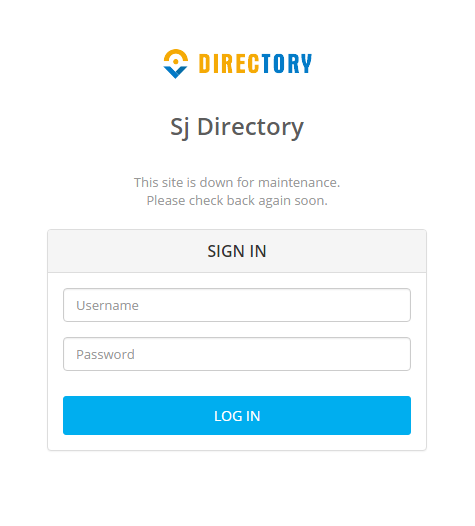 DIRECTORY
Sj Directory
This site is down for maintenance.
Please check back again soon.
SIGN IN
Username
Password
LOG IN